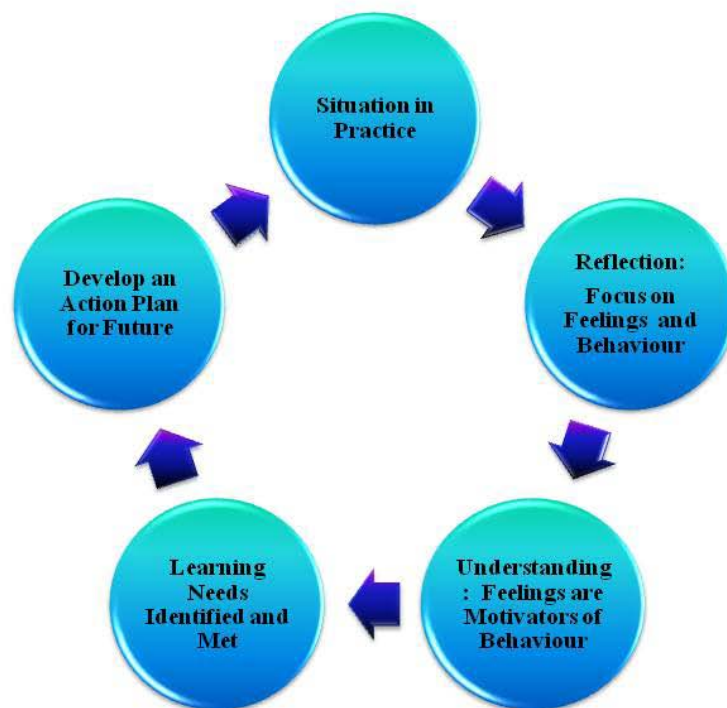 Situation in
Practice
Reflection:
Focus on
Feelings and
Behaviour
Understanding
: Feelings are
Motivators of
Behaviour
Learning
Needs
Identified and
Met
Develop an
Action Plan
for Future